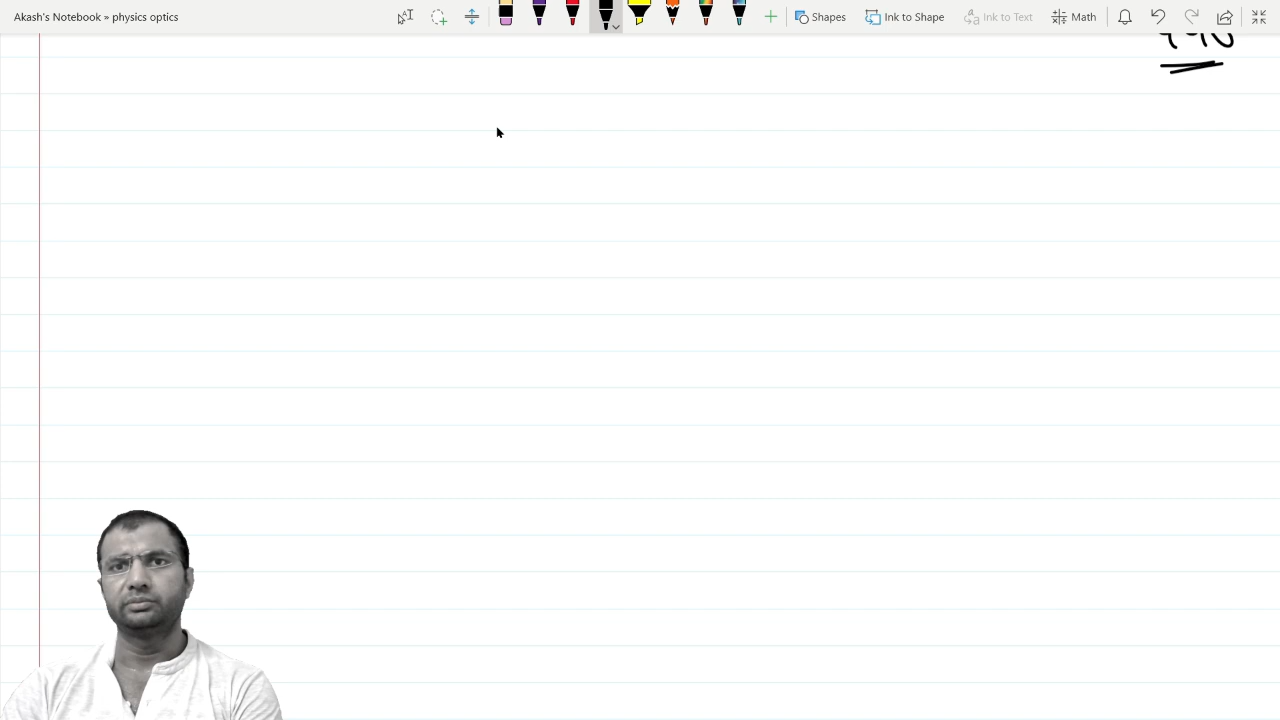 Akash's Notebook » physics optics
Shapes
Ink to Shape
Ink to Text
Math